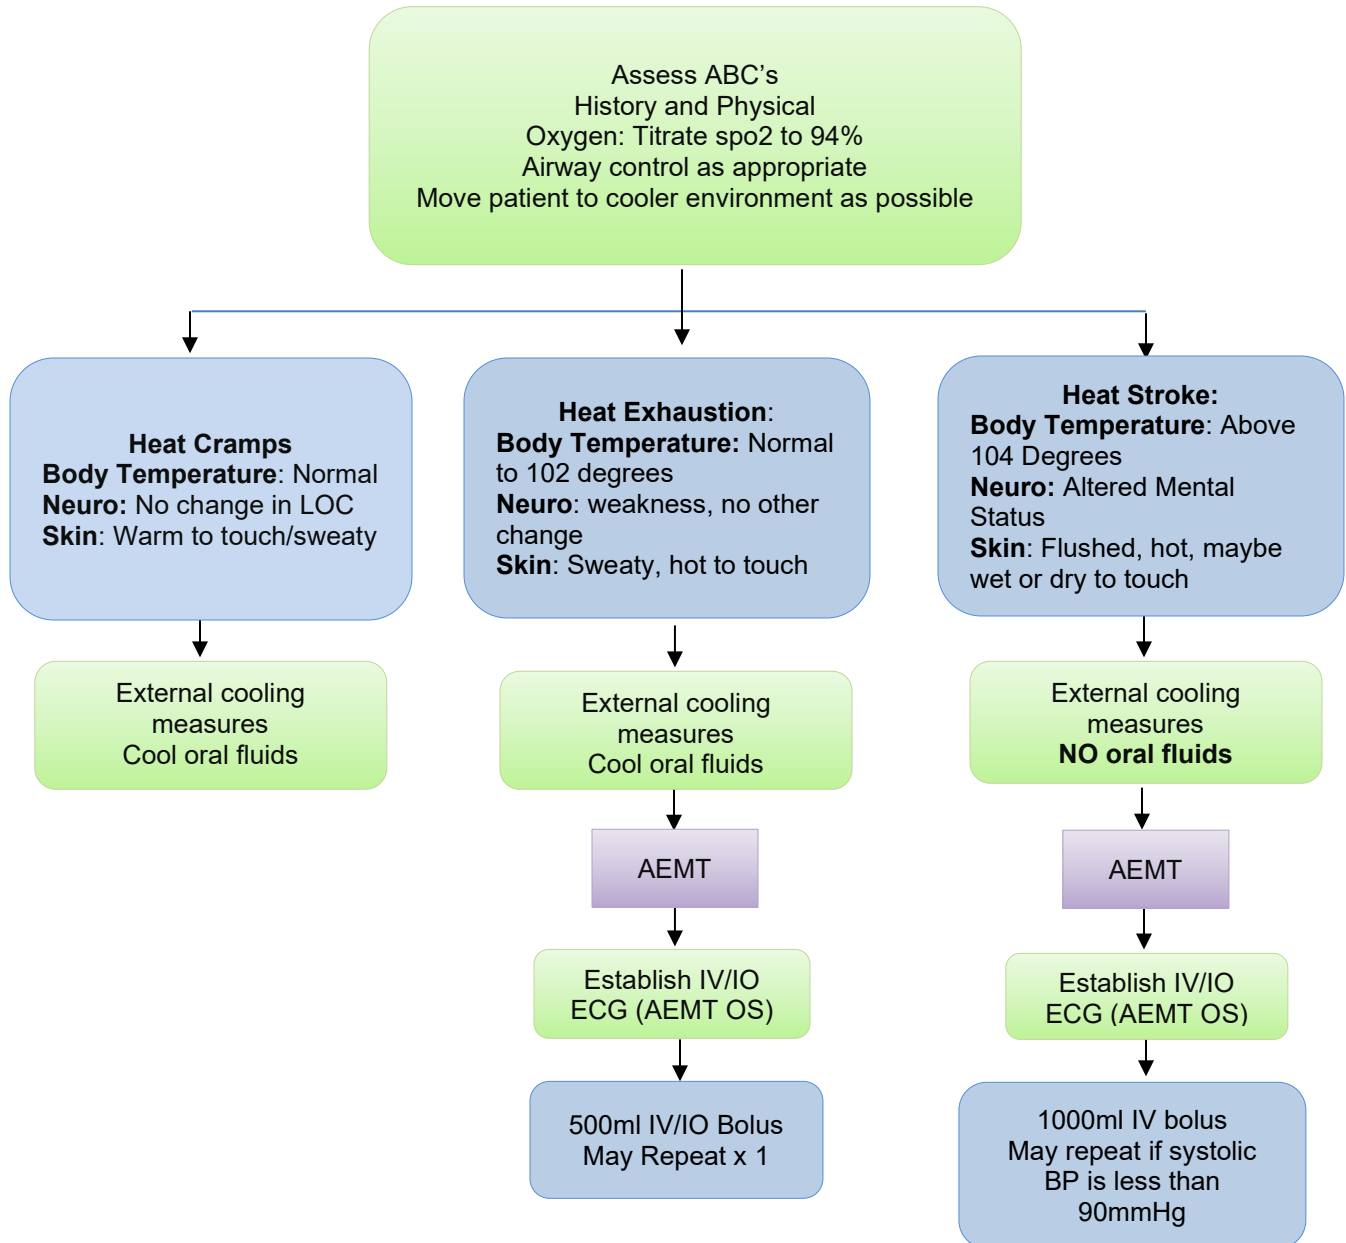 Assess ABC’s
History and Physical
Oxygen: Titrate spo2 to 94%
Airway control as appropriate
Move patient to cooler environment as possible
Heat Cramps
Body Temperature: Normal
Neuro: No change in LOC
Skin: Warm to touch/sweaty
External cooling
measures
Cool oral fluids
Heat Exhaustion:
Body Temperature: Normal
to 102 degrees
Neuro: weakness, no other
change
Skin: Sweaty, hot to touch
External cooling
measures
Cool oral fluids
AEMT
Establish IV/IO
ECG (AEMT OS)
500ml IV/IO Bolus
May Repeat x 1
Heat Stroke:
Body Temperature: Above
104 Degrees
Neuro: Altered Mental
Status
Skin: Flushed, hot, maybe
wet or dry to touch
External cooling
measures
NO oral fluids
AEMT
Establish IV/IO
ECG (AEMT OS)
1000ml IV bolus
May repeat if systolic
BP is less than
90mmHg